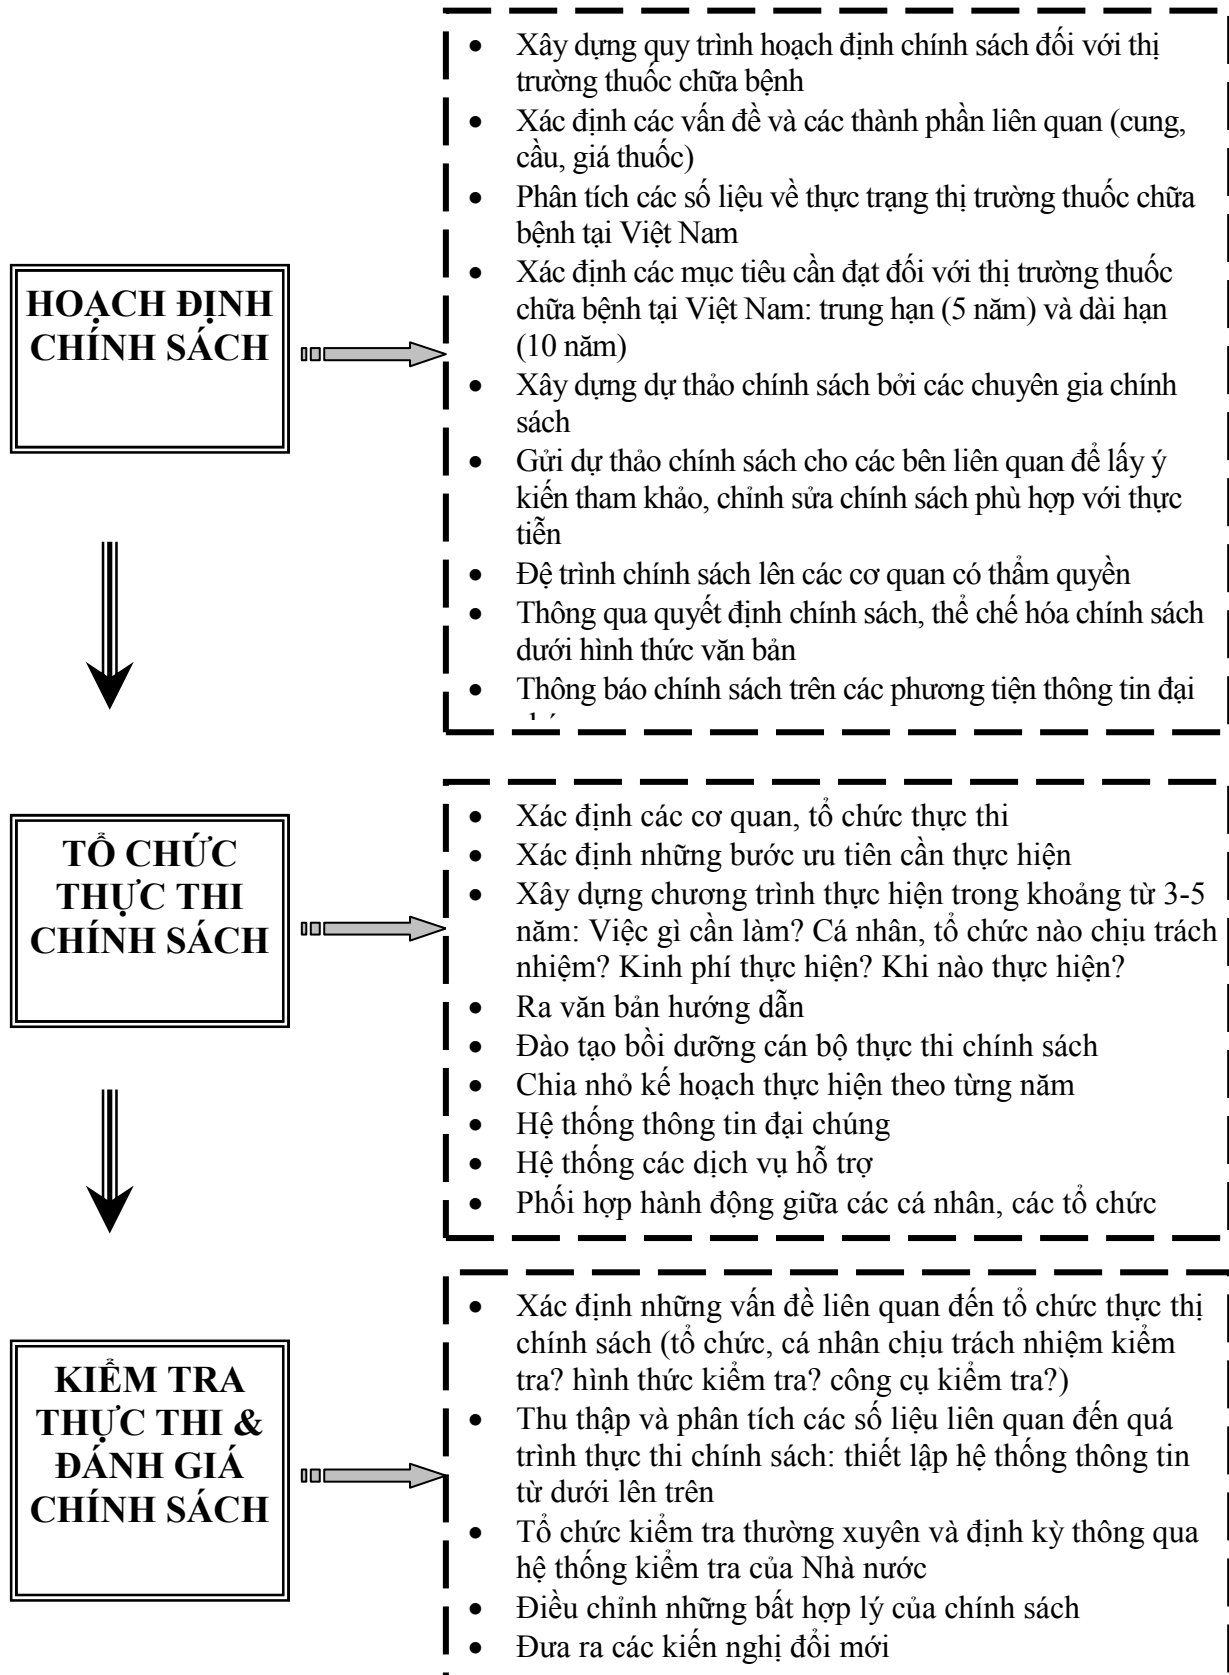 • Xây dựng quy trình hoạch định chính sách đối với thị
trường thuốc chữa bệnh
• Xác định các vấn đề và các thành phần liên quan (cung,
cầu, giá thuốc)
• Phân tích các số liệu về thực trạng thị trường thuốc chữa
bệnh tại Việt Nam
• Xác định các mục tiêu cần đạt đối với thị trường thuốc
chữa bệnh tại Việt Nam: trung hạn (5 năm) và dài hạn
(10 năm)
• Xây dựng dự thảo chính sách bởi các chuyên gia chính
sách
• Gửi dự thảo chính sách cho các bên liên quan để lấy ý
kiến tham khảo, chỉnh sửa chính sách phù hợp với thực
tiễn
• Đệ trình chính sách lên các cơ quan có thẩm quyền
• Thông qua quyết định chính sách, thể chế hóa chính sách
dưới hình thức văn bản
• Thông báo chính sách trên các phương tiện thông tin đại
HOẠCH ĐỊNH
CHÍNH SÁCH
• Xác định các cơ quan, tổ chức thực thi
• Xác định những bước ưu tiên cần thực hiện
• Xây dựng chương trình thực hiện trong khoảng từ 3-5
năm: Việc gì cần làm? Cá nhân, tổ chức nào chịu trách
nhiệm? Kinh phí thực hiện? Khi nào thực hiện?
• Ra văn bản hướng dẫn
• Đào tạo bồi dưỡng cán bộ thực thi chính sách
• Chia nhỏ kế hoạch thực hiện theo từng năm
• Hệ thống thông tin đại chúng
• Hệ thống các dịch vụ hỗ trợ
• Phối hợp hành động giữa các cá nhân, các tổ chức
TỔ CHỨC
THỰC THI
CHÍNH SÁCH
• Xác định những vấn đề liên quan đến tổ chức thực thị
chính sách (tổ chức, cá nhân chịu trách nhiệm kiểm
tra? hình thức kiểm tra? công cụ kiểm tra?)
• Thu thập và phân tích các số liệu liên quan đến quá
trình thực thi chính sách: thiết lập hệ thống thông tin
từ dưới lên trên
• Tổ chức kiểm tra thường xuyên và định kỳ thông qua
hệ thống kiểm tra của Nhà nước
• Điều chỉnh những bất hợp lý của chính sách
• Đưa ra các kiến nghị đổi mới
KIỂM TRA
THỰC THI &
ĐÁNH GIÁ
CHÍNH SÁCH